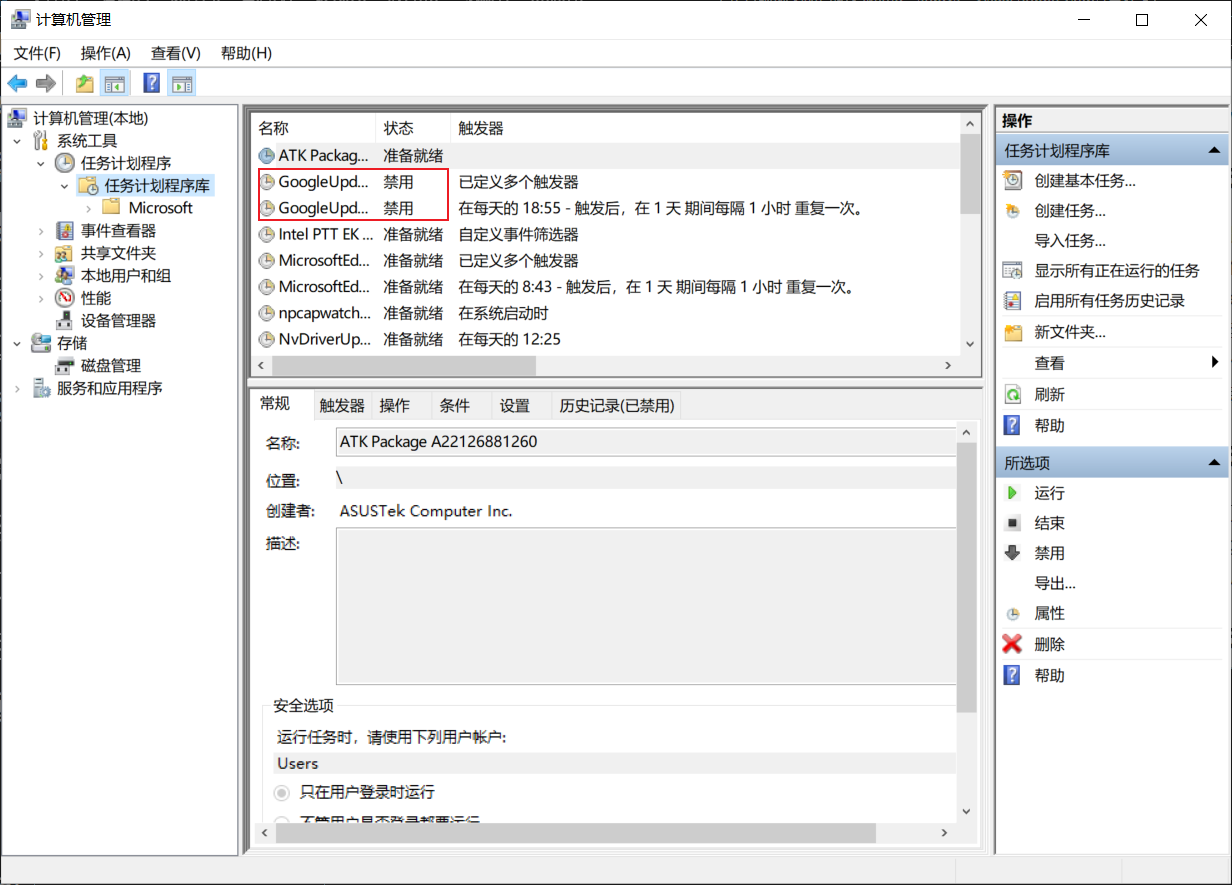 计算机管理
文件(F) 操作(A) 查看(V) 帮助(H)
计算机管理(本地)
系统工具
任务计划程序
任务计划程序库
Microsoft
事件查看器
共享文件夹
本地用户和组
性能
设备管理器
存储
磁盘管理
服务和应用程序
名称 状态 触发器
ATK Packag... 准备就绪
GoogleUpd... 禁用 已定义多个触发器
GoogleUpd... 禁用 在每天的 18:55 - 触发后，在 1 天 期间每隔 1 小时 重复一次。
Intel PTT EK ... 准备就绪 自定义事件筛选器
MicrosoftEd... 准备就绪 已定义多个触发器
MicrosoftEd... 准备就绪 在每天的 8:43 - 触发后，在 1 天 期间每隔 1 小时 重复一次。
npcapwatch... 准备就绪 在系统启动时
NvDriverUp... 准备就绪 在每天的 12:25
常规 触发器 操作 条件 设置 历史记录(已禁用)
名称: ATK Package A22126881260
位置: \
创建者: ASUSTek Computer Inc.
描述:
安全选项
运行任务时，请使用下列用户帐户:
Users
只在用户登录时运行
不管用户是否登录都要运行
操作
任务计划程序库
创建基本任务...
创建任务...
导入任务...
显示所有正在运行的任务
启用所有任务历史记录
新文件夹...
查看
刷新
帮助
所选项
运行
结束
禁用
导出...
属性
删除
帮助